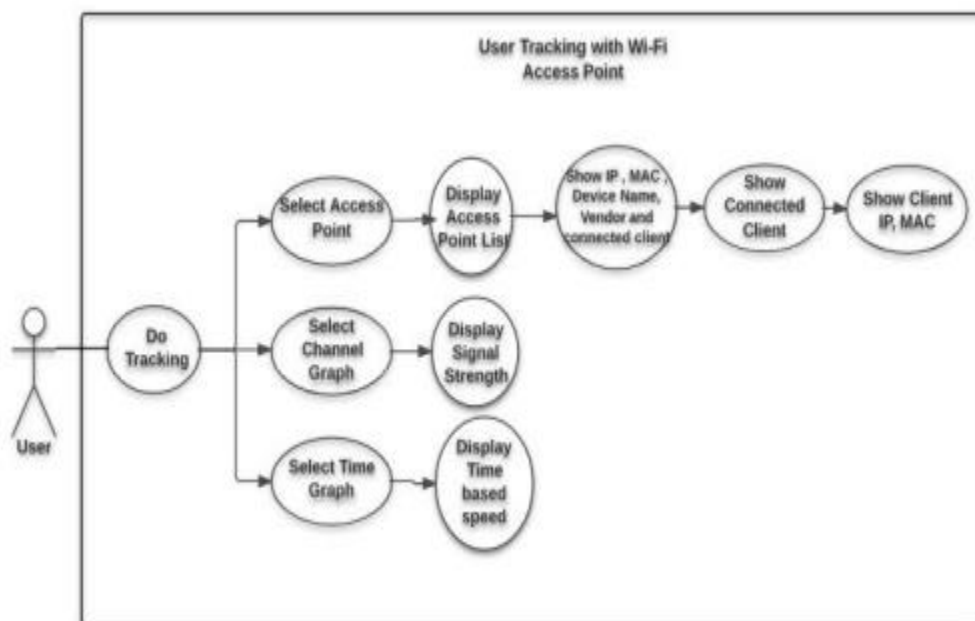 User Tracking with Wi-Fi
Access Point
Select Access
Point
Display
Access
Point List
Show IP , MAC ,
Device Name,
Vendor and
connected client
Show
Connected
Client
Show Client
IP, MAC
Do
Tracking
Select
Channel
Graph
Display
Signal
Strength
User
Select Time
Graph
Display
Time
based
speed